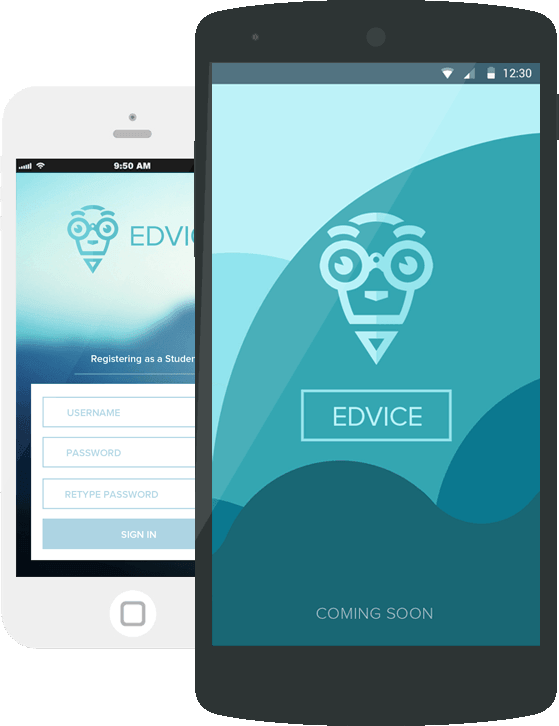 9:50 AM
EDVIC
Registering as a Studen
USERNAME
PASSWORD
RETYPE PASSWORD
SIGN IN
12:30
EDVICE
COMING SOON